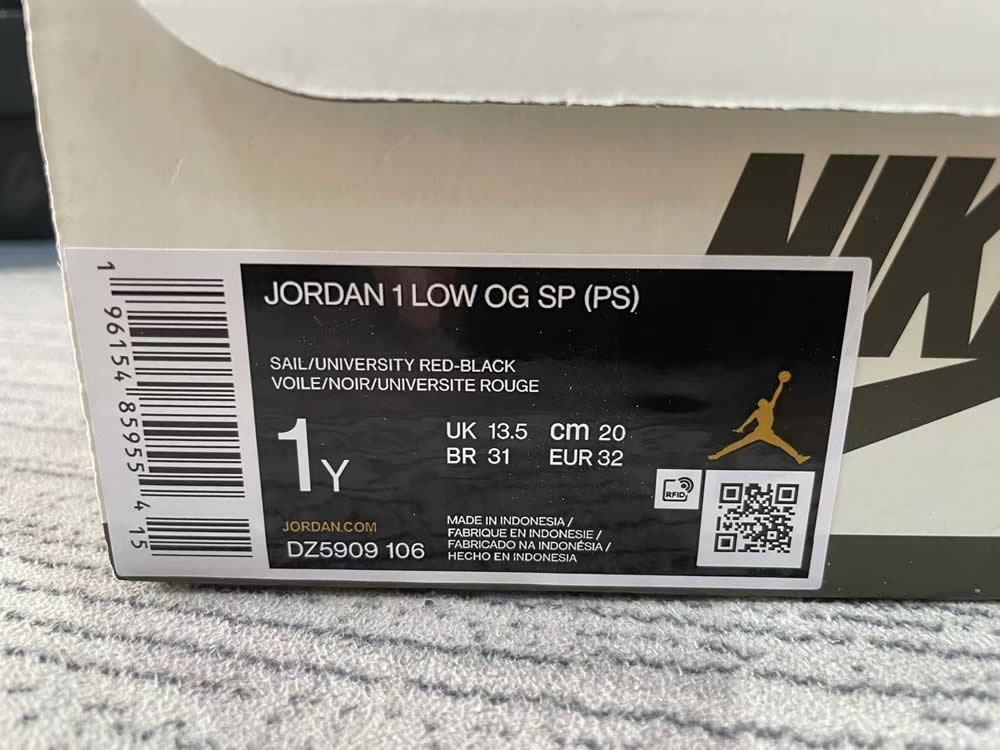 NIK
JORDAN 1 LOW OG SP (PS)
SAIL/UNIVERSITY RED-BLACK
VOILE/NOIR/UNIVERSITE ROUGE
1Y
UK 13.5 cm 20
BR 31 EUR 32
RFID
JORDAN.COM
DZ5909 106
MADE IN INDONESIA /
FABRIQUE EN INDONESIE /
FABRICADO NA INDONÉSIA /
HECHO EN INDONESIA
1 96154 85955 4 15